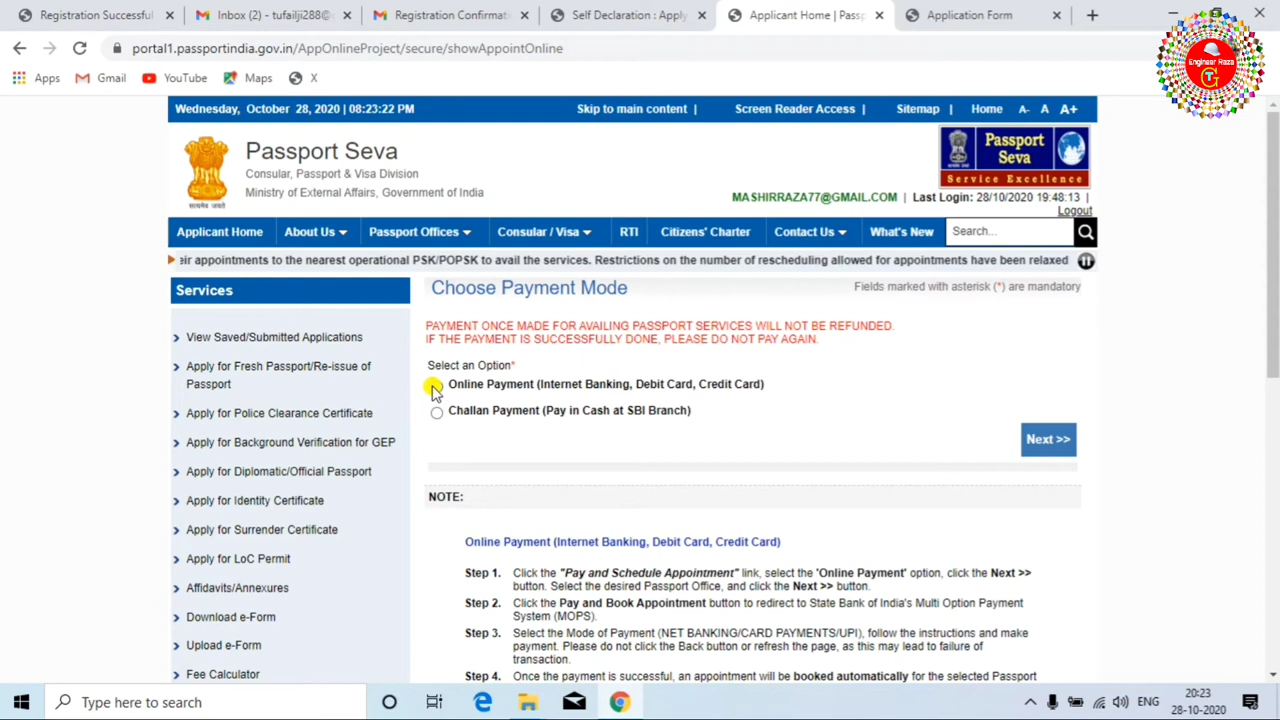 Registration Successful
Inbox (2) - tufailji288@
Registration Confirmat
Self Declaration : Apply
Applicant Home | Pass
Application Form
portal1.passportindia.gov.in/AppOnlineProject/secure/showAppointOnline
Apps
Gmail
YouTube
Maps
X
Engineer Raza
Wednesday, October 28, 2020 | 08:23:22 PM
Skip to main content |
Screen Reader Access |
Sitemap |
Home
A-
A
A+
Passport Seva
Consular, Passport & Visa Division
Ministry of External Affairs, Government of India
सत्यमेव जयते
Passport
Seva
Service Excellence
MASHIRRAZA77@GMAIL.COM | Last Login: 28/10/2020 19:48:13 |
Logout
Applicant Home
About Us
Passport Offices
Consular / Visa
RTI
Citizens' Charter
Contact Us
What's New
Search...
eir appointments to the nearest operational PSK/POPSK to avail the services. Restrictions on the number of rescheduling allowed for appointments have been relaxed
Services
View Saved/Submitted Applications
Apply for Fresh Passport/Re-issue of
Passport
Apply for Police Clearance Certificate
Apply for Background Verification for GEP
Apply for Diplomatic/Official Passport
Apply for Identity Certificate
Apply for Surrender Certificate
Apply for LoC Permit
Affidavits/Annexures
Download e-Form
Upload e-Form
Fee Calculator
Choose Payment Mode
Fields marked with asterisk (*) are mandatory
PAYMENT ONCE MADE FOR AVAILING PASSPORT SERVICES WILL NOT BE REFUNDED.
IF THE PAYMENT IS SUCCESSFULLY DONE, PLEASE DO NOT PAY AGAIN.
Select an Option*
Online Payment (Internet Banking, Debit Card, Credit Card)
Challan Payment (Pay in Cash at SBI Branch)
Next >>
NOTE:
Online Payment (Internet Banking, Debit Card, Credit Card)
Step 1. Click the "Pay and Schedule Appointment" link, select the 'Online Payment' option, click the Next >>
button. Select the desired Passport Office, and click the Next >> button.
Step 2. Click the Pay and Book Appointment button to redirect to State Bank of India's Multi Option Payment
System (MOPS).
Step 3. Select the Mode of Payment (NET BANKING/CARD PAYMENTS/UPI), follow the instructions and make
payment. Please do not click the Back button or refresh the page, as this may lead to failure of
transaction.
Step 4. Once the payment is successful, an appointment will be booked automatically for the selected Passport
Type here to search
ENG
20:23
28-10-2020